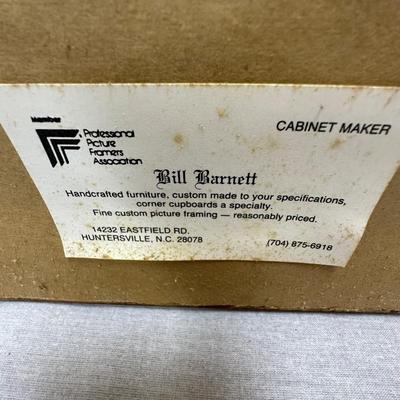 Member
Professional
Picture
Framers
Association
CABINET MAKER
Bill Barnett
Handcrafted furniture, custom made to your specifications,
corner cupboards a specialty.
Fine custom picture framing — reasonably priced.
14232 EASTFIELD RD.
HUNTERSVILLE, N.C. 28078
(704) 875-6918